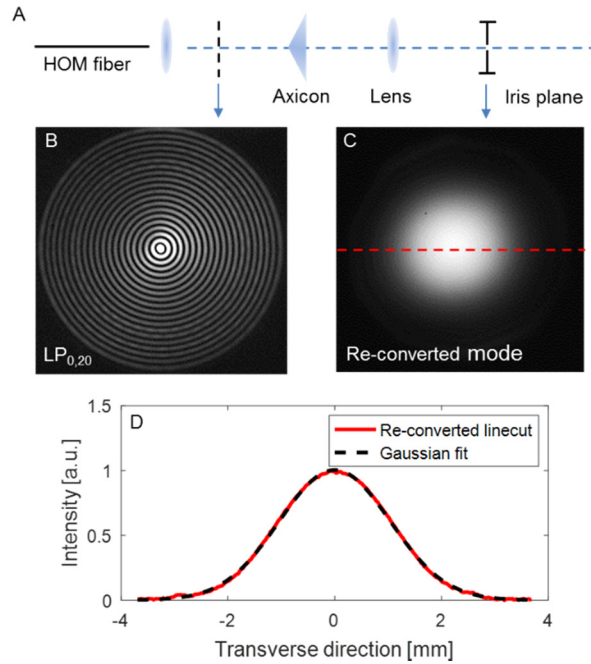 A
HOM fiber
Axicon
Lens
Iris plane
B
C
LP0,20
Re-converted mode
D
Re-converted linecut
Gaussian fit
Intensity [a.u.]
1.5
1
0.5
0
-4
-2
0
2
4
Transverse direction [mm]